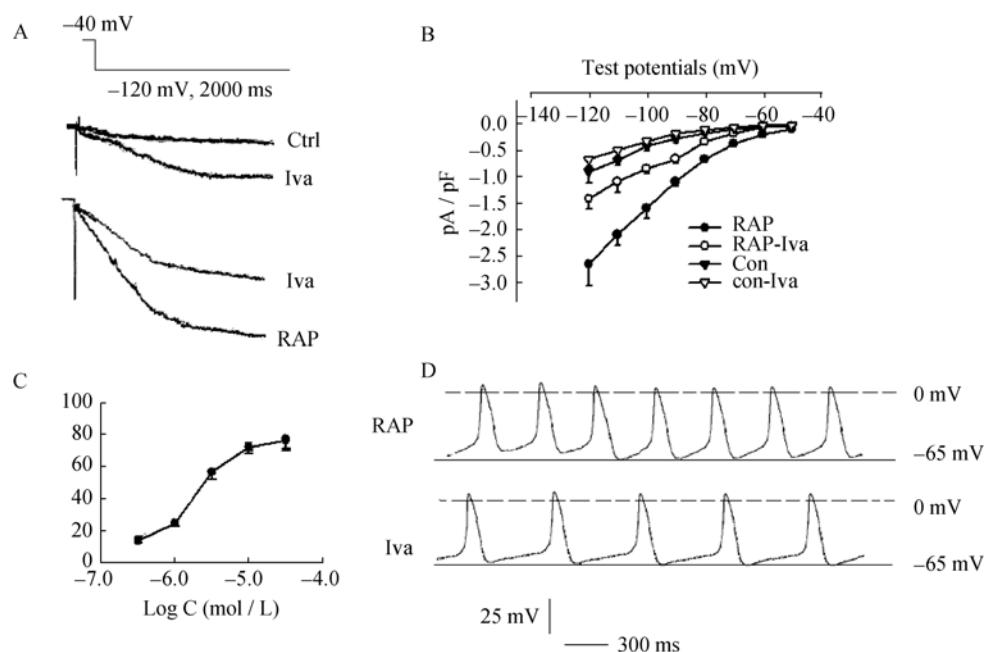 A
–40 mV
–120 mV, 2000 ms
Ctrl
Iva
Iva
RAP
B
Test potentials (mV)
–140 –120 –100 –80 –60 –40
0.0
–0.5
–1.0
–1.5
–2.0
–2.5
–3.0
pA / pF
RAP
RAP-Iva
Con
con-Iva
C
100
80
60
40
20
0
–7.0 –6.0 –5.0 –4.0
Log C (mol / L)
D
RAP
0 mV
–65 mV
Iva
0 mV
–65 mV
25 mV
300 ms